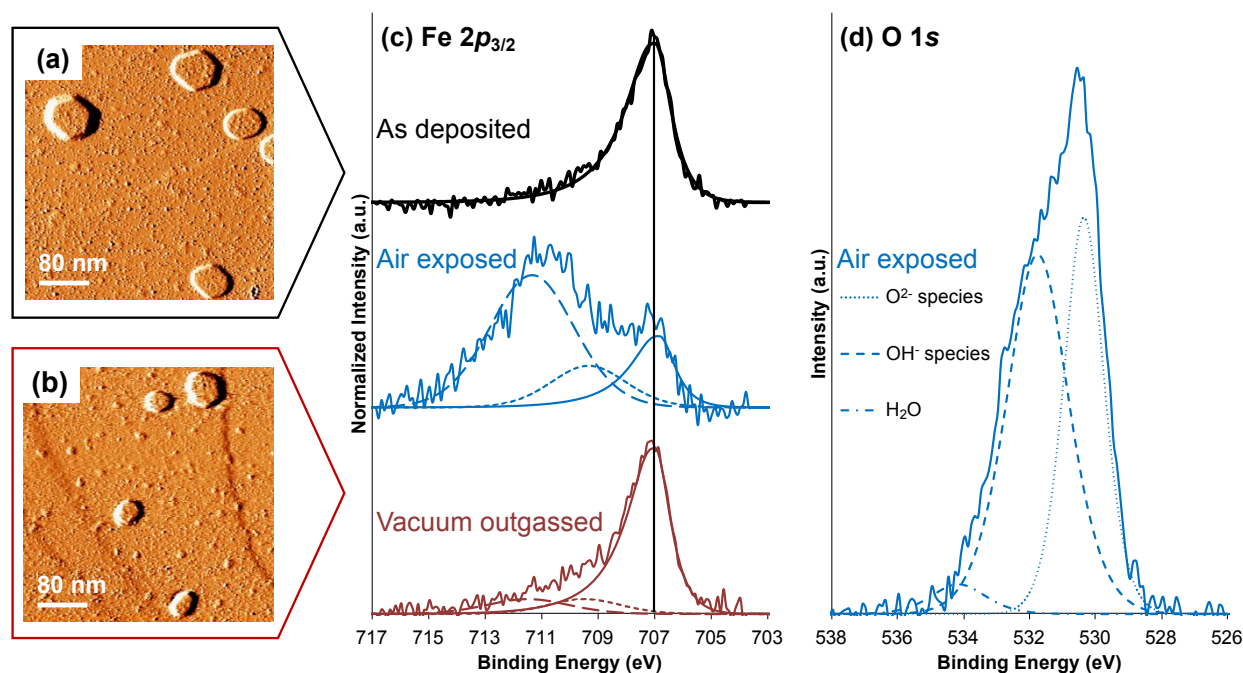 (a)
80 nm
(b)
80 nm
(c) Fe 2p3/2
As deposited
Air exposed
Vacuum outgassed
Normalized Intensity (a.u.)
717 715 713 711 709 707 705 703
Binding Energy (eV)
(d) O 1s
Air exposed
O²⁻ species
OH⁻ species
H₂O
Intensity (a.u.)
538 536 534 532 530 528 526
Binding Energy (eV)